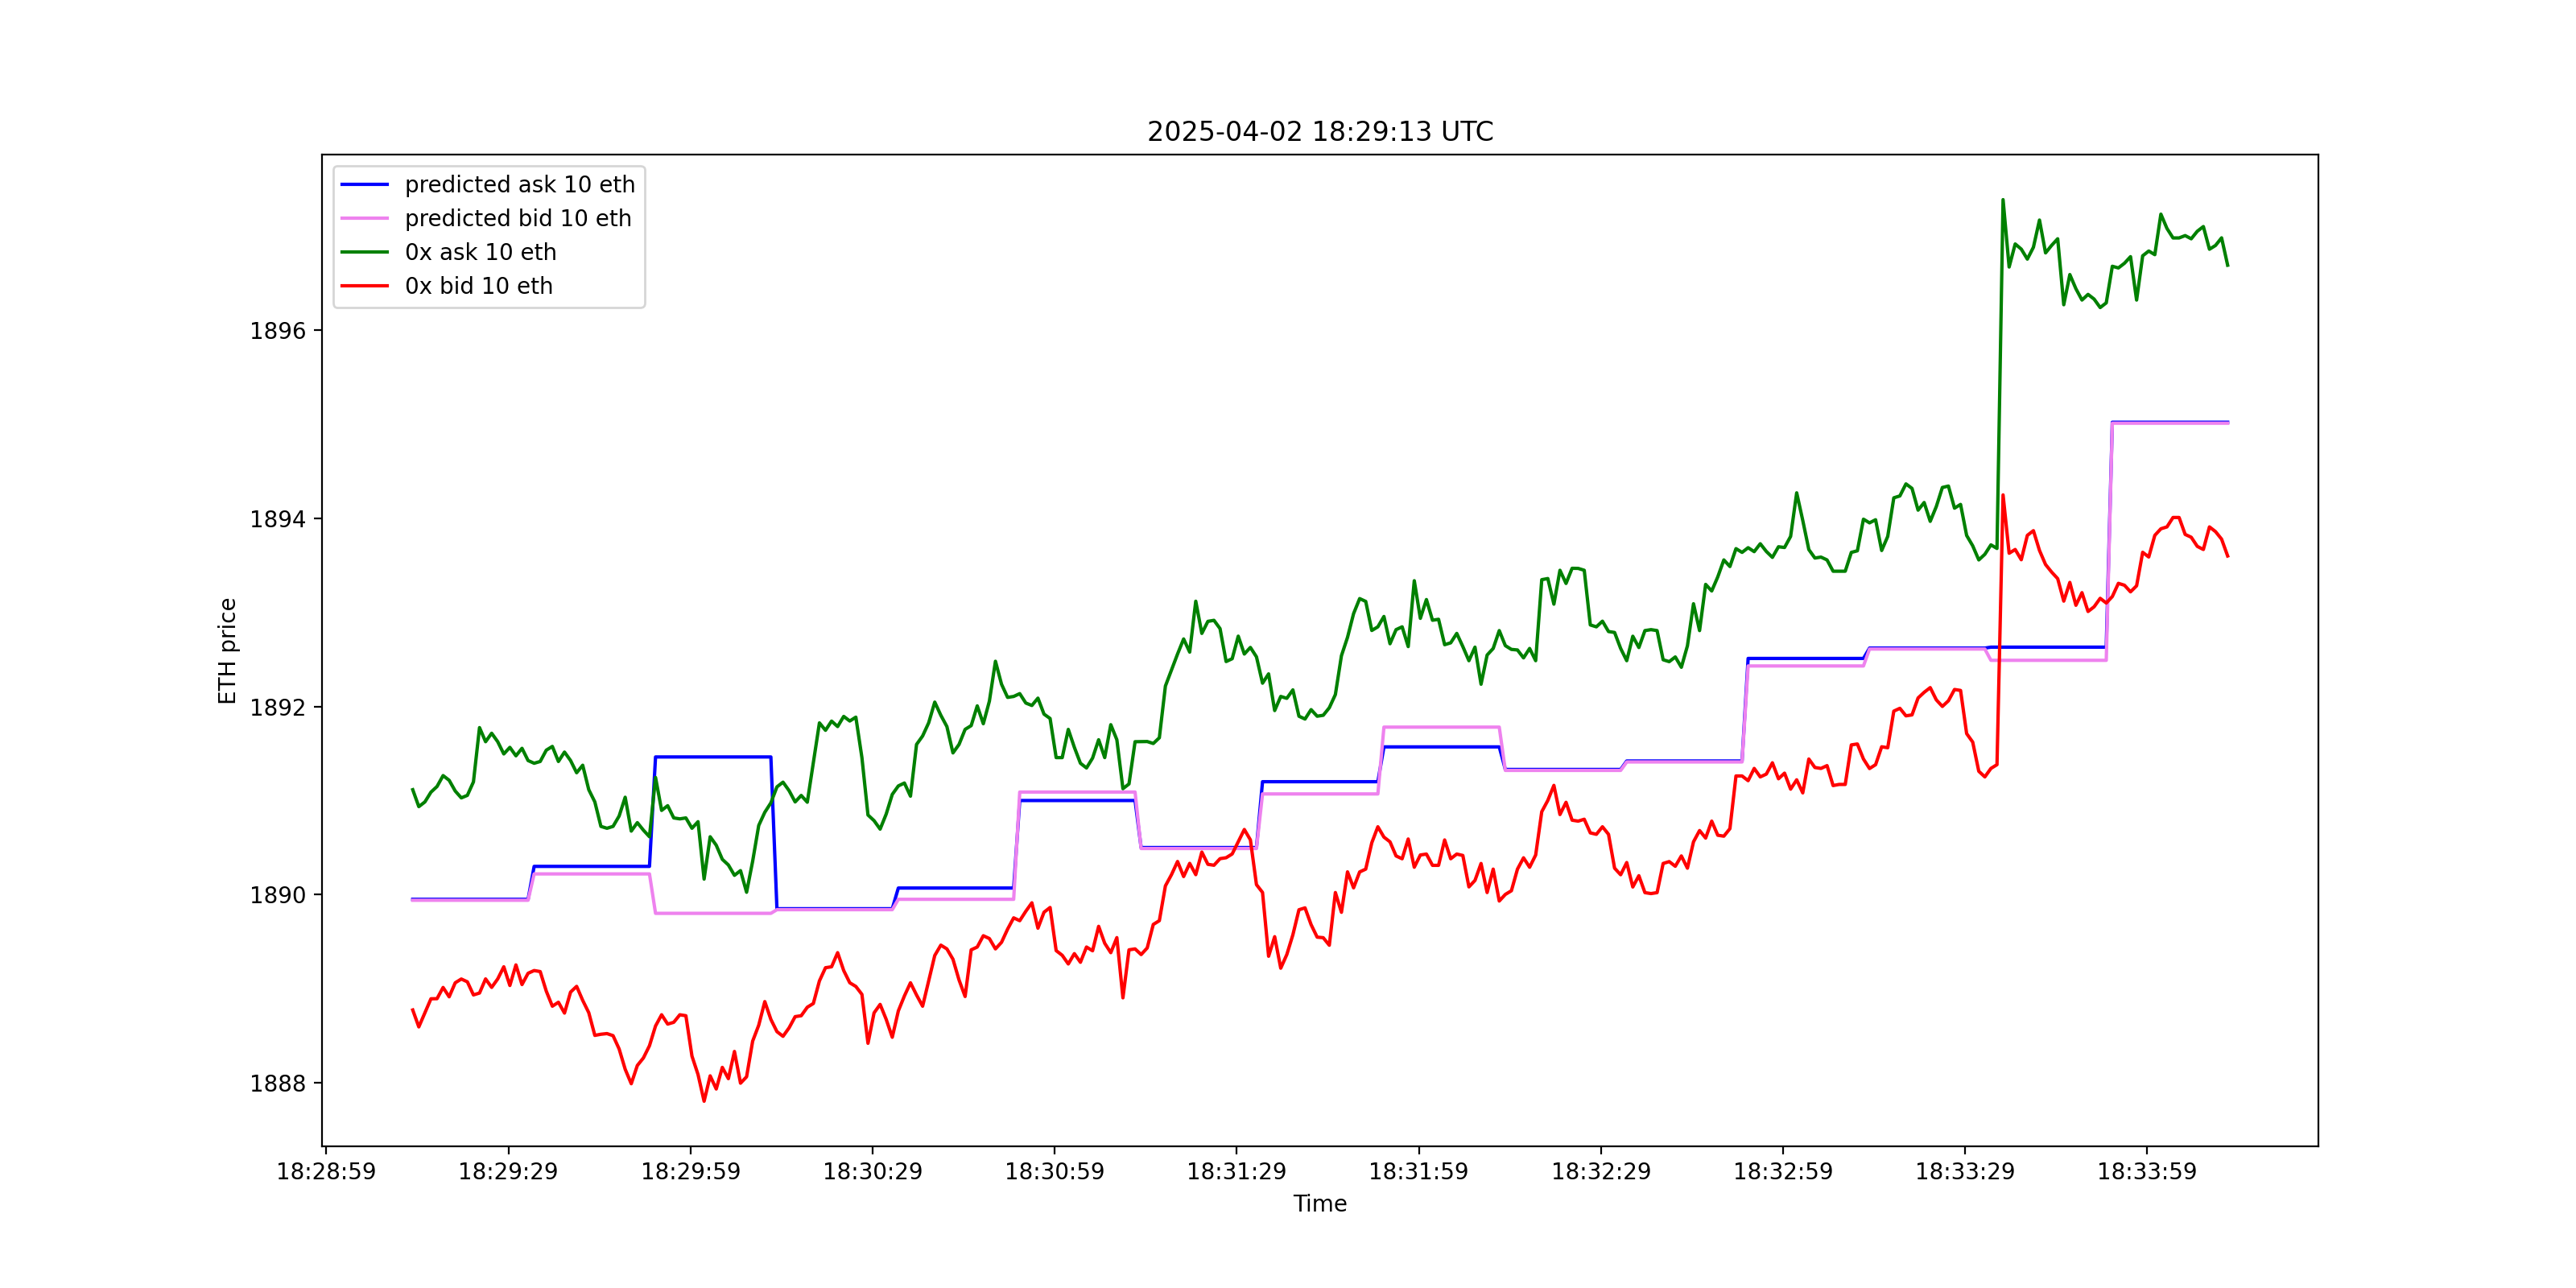 2025-04-02 18:29:13 UTC
predicted ask 10 eth
predicted bid 10 eth
0x ask 10 eth
0x bid 10 eth
ETH price
1896
1894
1892
1890
1888
18:28:59 18:29:29 18:29:59 18:30:29 18:30:59 18:31:29 18:31:59 18:32:29 18:32:59 18:33:29 18:33:59
Time